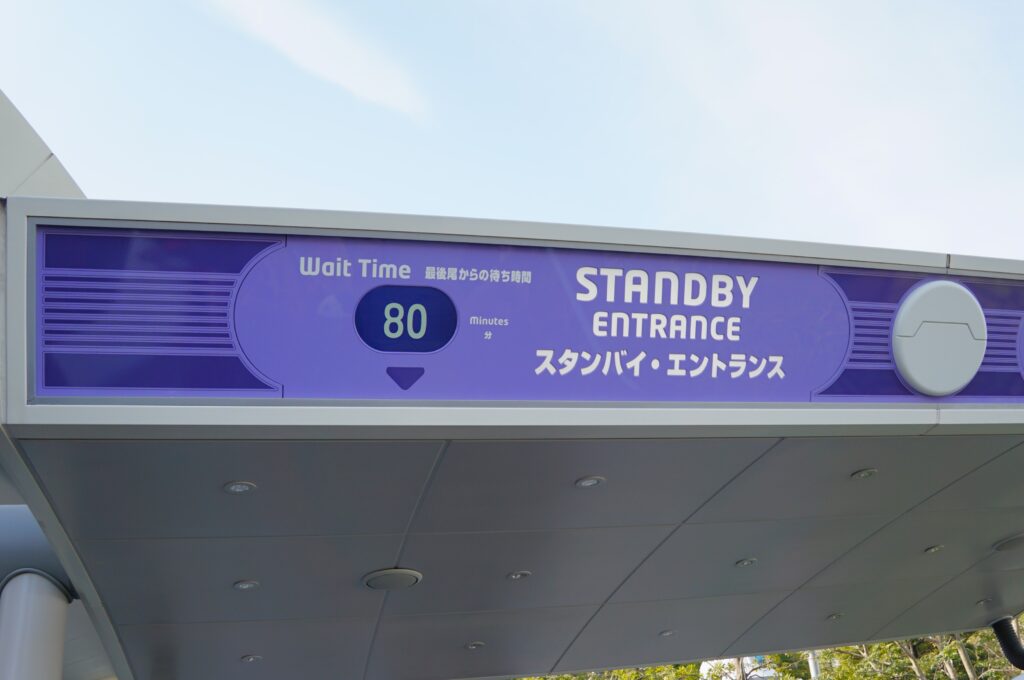 Wait Time 最後尾からの待ち時間
80
Minutes
分
STANDBY
ENTRANCE
スタンバイ・エントランス